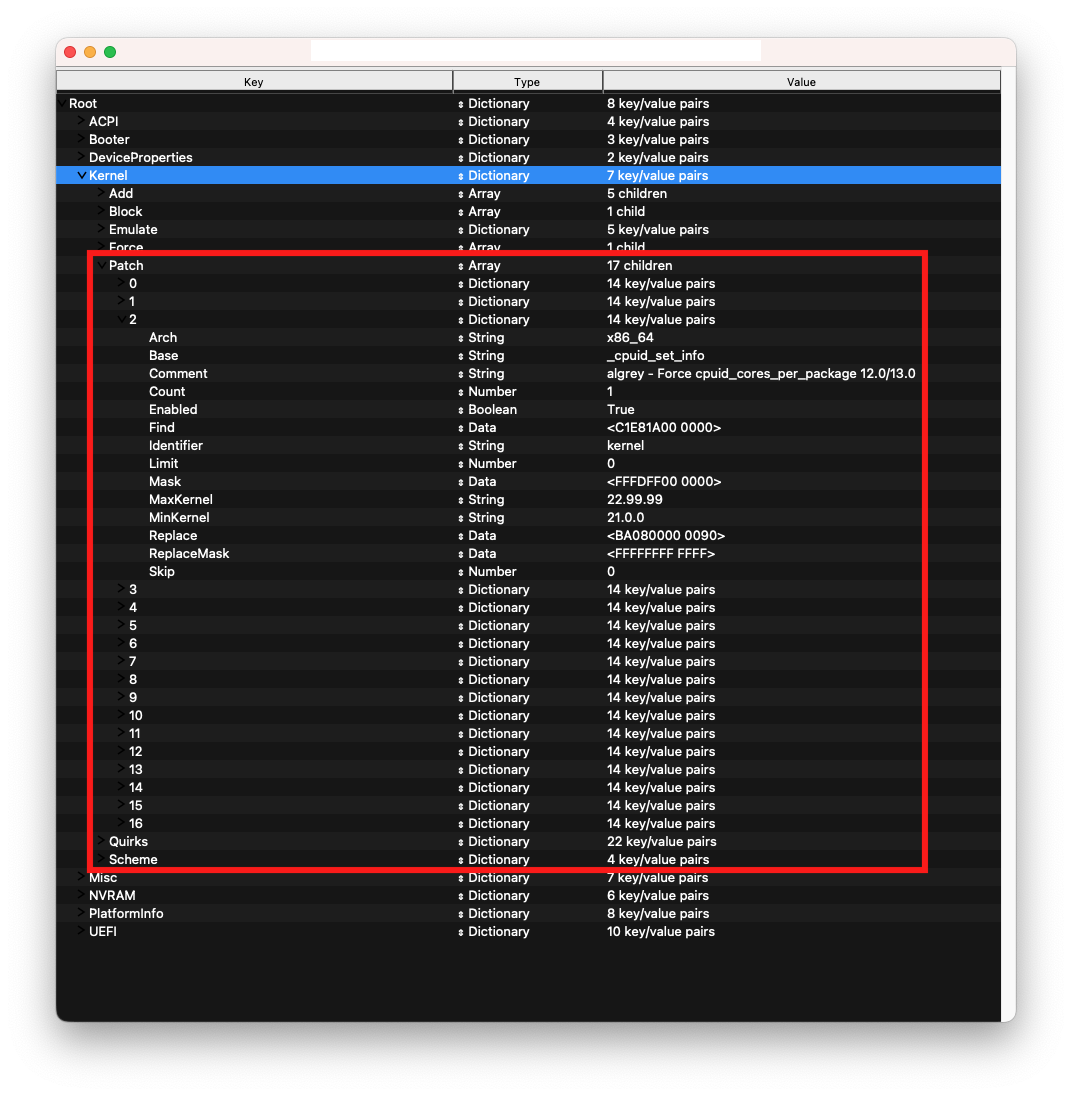 Key Type Value
Root Dictionary 8 key/value pairs
ACPI Dictionary 4 key/value pairs
Booter Dictionary 3 key/value pairs
DeviceProperties Dictionary 2 key/value pairs
Kernel Dictionary 7 key/value pairs
Add Array 5 children
Block Array 1 child
Emulate Dictionary 5 key/value pairs
Force Array 1 child
Patch Array 17 children
0 Dictionary 14 key/value pairs
1 Dictionary 14 key/value pairs
2 Dictionary 14 key/value pairs
Arch String x86_64
Base String _cpuid_set_info
Comment String algrey - Force cpuid_cores_per_package 12.0/13.0
Count Number 1
Enabled Boolean True
Find Data <C1E81A00 0000>
Identifier String kernel
Limit Number 0
Mask Data <FFFDFF00 0000>
MaxKernel String 22.99.99
MinKernel String 21.0.0
Replace Data <BA080000 0090>
ReplaceMask Data <FFFFFFFF FFFF>
Skip Number 0
3 Dictionary 14 key/value pairs
4 Dictionary 14 key/value pairs
5 Dictionary 14 key/value pairs
6 Dictionary 14 key/value pairs
7 Dictionary 14 key/value pairs
8 Dictionary 14 key/value pairs
9 Dictionary 14 key/value pairs
10 Dictionary 14 key/value pairs
11 Dictionary 14 key/value pairs
12 Dictionary 14 key/value pairs
13 Dictionary 14 key/value pairs
14 Dictionary 14 key/value pairs
15 Dictionary 14 key/value pairs
16 Dictionary 14 key/value pairs
Quirks Dictionary 22 key/value pairs
Scheme Dictionary 4 key/value pairs
Misc Dictionary 7 key/value pairs
NVRAM Dictionary 6 key/value pairs
PlatformInfo Dictionary 8 key/value pairs
UEFI Dictionary 10 key/value pairs